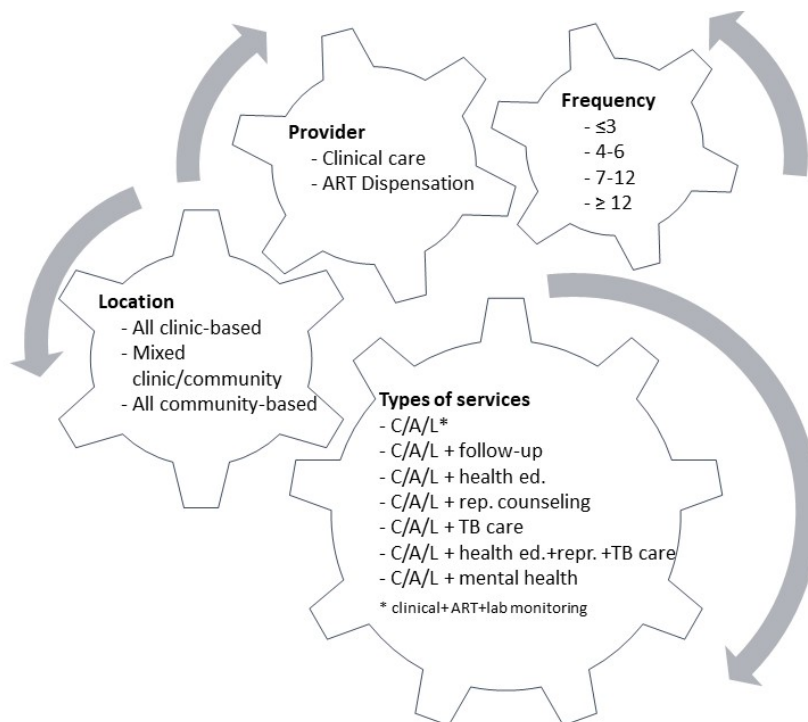 Provider
- Clinical care
- ART Dispensation
Frequency
- ≤3
- 4-6
- 7-12
- ≥ 12
Location
- All clinic-based
- Mixed
clinic/community
- All community-based
Types of services
- C/A/L*
- C/A/L + follow-up
- C/A/L + health ed.
- C/A/L + rep. counseling
- C/A/L + TB care
- C/A/L + health ed.+repr. +TB care
- C/A/L + mental health
* clinical+ ART+lab monitoring